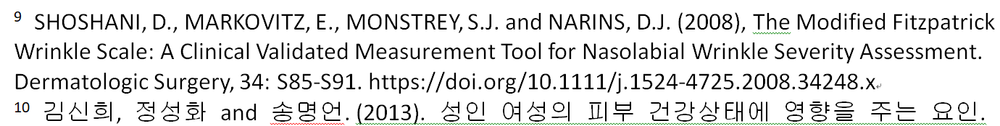 9 SHOSHANI, D., MARKOVITZ, E., MONSTREY, S.J. and NARINS, D.J. (2008), The Modified Fitzpatrick
Wrinkle Scale: A Clinical Validated Measurement Tool for Nasolabial Wrinkle Severity Assessment.
Dermatologic Surgery, 34: S85-S91. https://doi.org/10.1111/j.1524-4725.2008.34248.x
10 김신희, 정성화 and 송명언. (2013). 성인 여성의 피부 건강상태에 영향을 주는 요인.